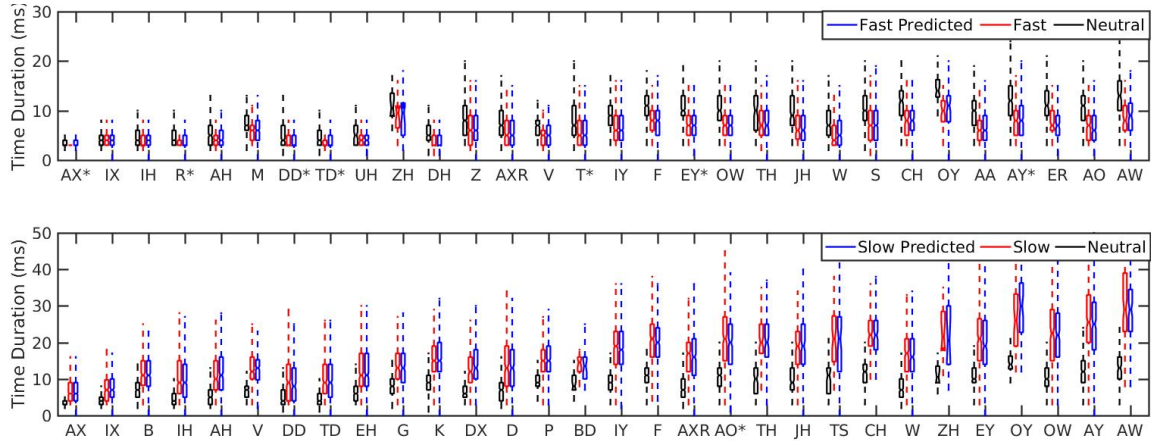 Time Duration (ms)
30
20
10
0
Fast Predicted Fast Neutral
AX* IX IH R* AH M DD* TD* UH ZH DH Z AXR V T* IY F EY* OW TH JH W S CH OY AA AY* ER AO AW
Time Duration (ms)
50
40
30
20
10
0
Slow Predicted Slow Neutral
AX IX B IH AH V DD TD EH G K DX D P BD IY F AXR AO* TH JH TS CH W ZH EY OY OW AY AW